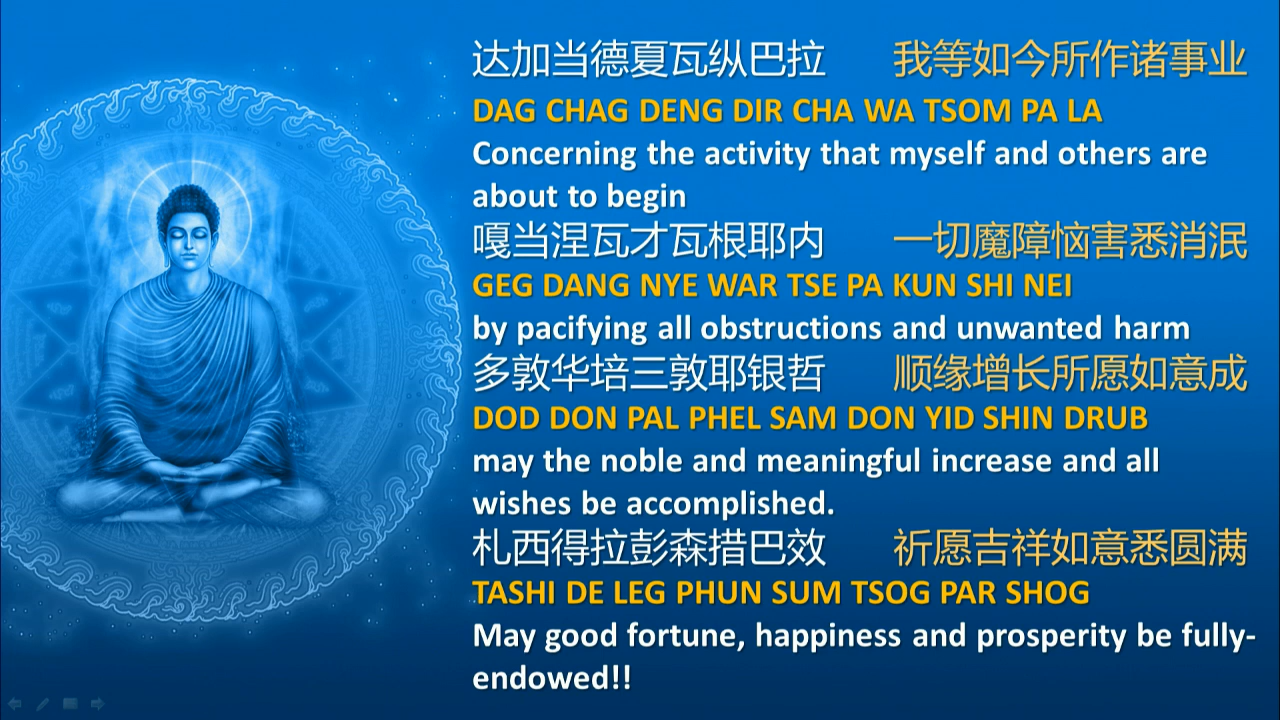 达加当德夏瓦纵巴拉 我等如今所作诸事业
DAG CHAG DENG DIR CHA WA TSOM PA LA
Concerning the activity that myself and others are
about to begin
嘎当涅瓦才瓦根耶内 一切魔障恼害悉消泯
GEG DANG NYE WAR TSE PA KUN SHI NEI
by pacifying all obstructions and unwanted harm
多敦华培三敦耶银哲 顺缘增长所愿如意成
DOD DON PAL PHEL SAM DON YID SHIN DRUB
may the noble and meaningful increase and all
wishes be accomplished.
札西得拉彭森措巴效 祈愿吉祥如意悉圆满
TASHI DE LEG PHUN SUM TSOG PAR SHOG
May good fortune, happiness and prosperity be fully-
endowed!!